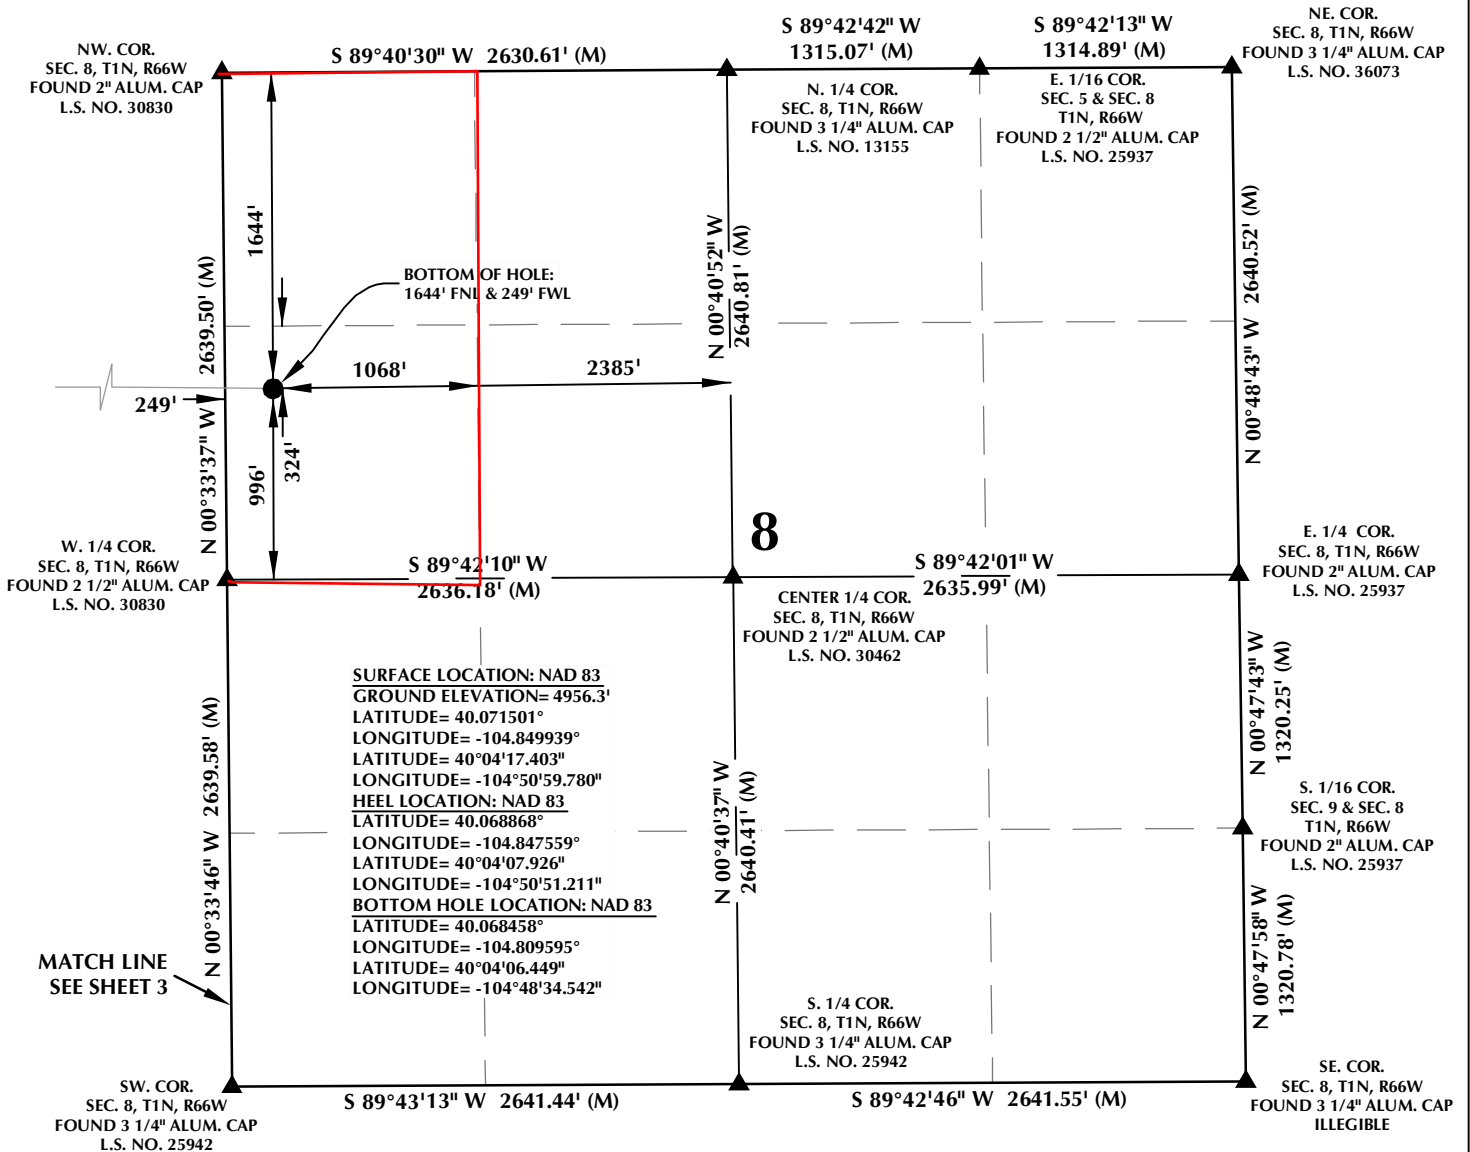 NW. COR.
SEC. 8, T1N, R66W
FOUND 2" ALUM. CAP
L.S. NO. 30830
S 89°40'30" W 2630.61' (M)
S 89°42'42" W
1315.07' (M)
S 89°42'13" W
1314.89' (M)
NE. COR.
SEC. 8, T1N, R66W
FOUND 3 1/4" ALUM. CAP
L.S. NO. 36073
N. 1/4 COR.
SEC. 8, T1N, R66W
FOUND 3 1/4" ALUM. CAP
L.S. NO. 13155
E. 1/16 COR.
SEC. 5 & SEC. 8
T1N, R66W
FOUND 2 1/2" ALUM. CAP
L.S. NO. 25937
1644'
N 00°33'37" W 2639.50' (M)
BOTTOM OF HOLE:
1644' FNL & 249' FWL
N 00°40'52" W
2640.81' (M)
N 00°48'43" W 2640.52' (M)
1068'
2385'
249'
996'
324'
8
W. 1/4 COR.
SEC. 8, T1N, R66W
FOUND 2 1/2" ALUM. CAP
L.S. NO. 30830
S 89°42'10" W
2636.18' (M)
S 89°42'01" W
2635.99' (M)
E. 1/4 COR.
SEC. 8, T1N, R66W
FOUND 2" ALUM. CAP
L.S. NO. 25937
CENTER 1/4 COR.
SEC. 8, T1N, R66W
FOUND 2 1/2" ALUM. CAP
L.S. NO. 30462
SURFACE LOCATION: NAD 83
GROUND ELEVATION= 4956.3'
LATITUDE= 40.071501°
LONGITUDE= -104.849939°
LATITUDE= 40°04'17.403"
LONGITUDE= -104°50'59.780"
HEEL LOCATION: NAD 83
LATITUDE= 40.068868°
LONGITUDE= -104.847559°
LATITUDE= 40°04'07.926"
LONGITUDE= -104°50'51.211"
BOTTOM HOLE LOCATION: NAD 83
LATITUDE= 40.068458°
LONGITUDE= -104.809595°
LATITUDE= 40°04'06.449"
LONGITUDE= -104°48'34.542"
N 00°33'46" W 2639.58' (M)
N 00°40'37" W
2640.41' (M)
N 00°47'43" W
1320.25' (M)
S. 1/16 COR.
SEC. 9 & SEC. 8
T1N, R66W
FOUND 2" ALUM. CAP
L.S. NO. 25937
N 00°47'58" W
1320.78' (M)
MATCH LINE
SEE SHEET 3
S. 1/4 COR.
SEC. 8, T1N, R66W
FOUND 3 1/4" ALUM. CAP
L.S. NO. 25942
SW. COR.
SEC. 8, T1N, R66W
FOUND 3 1/4" ALUM. CAP
L.S. NO. 25942
S 89°43'13" W 2641.44' (M)
S 89°42'46" W 2641.55' (M)
SE. COR.
SEC. 8, T1N, R66W
FOUND 3 1/4" ALUM. CAP
ILLEGIBLE